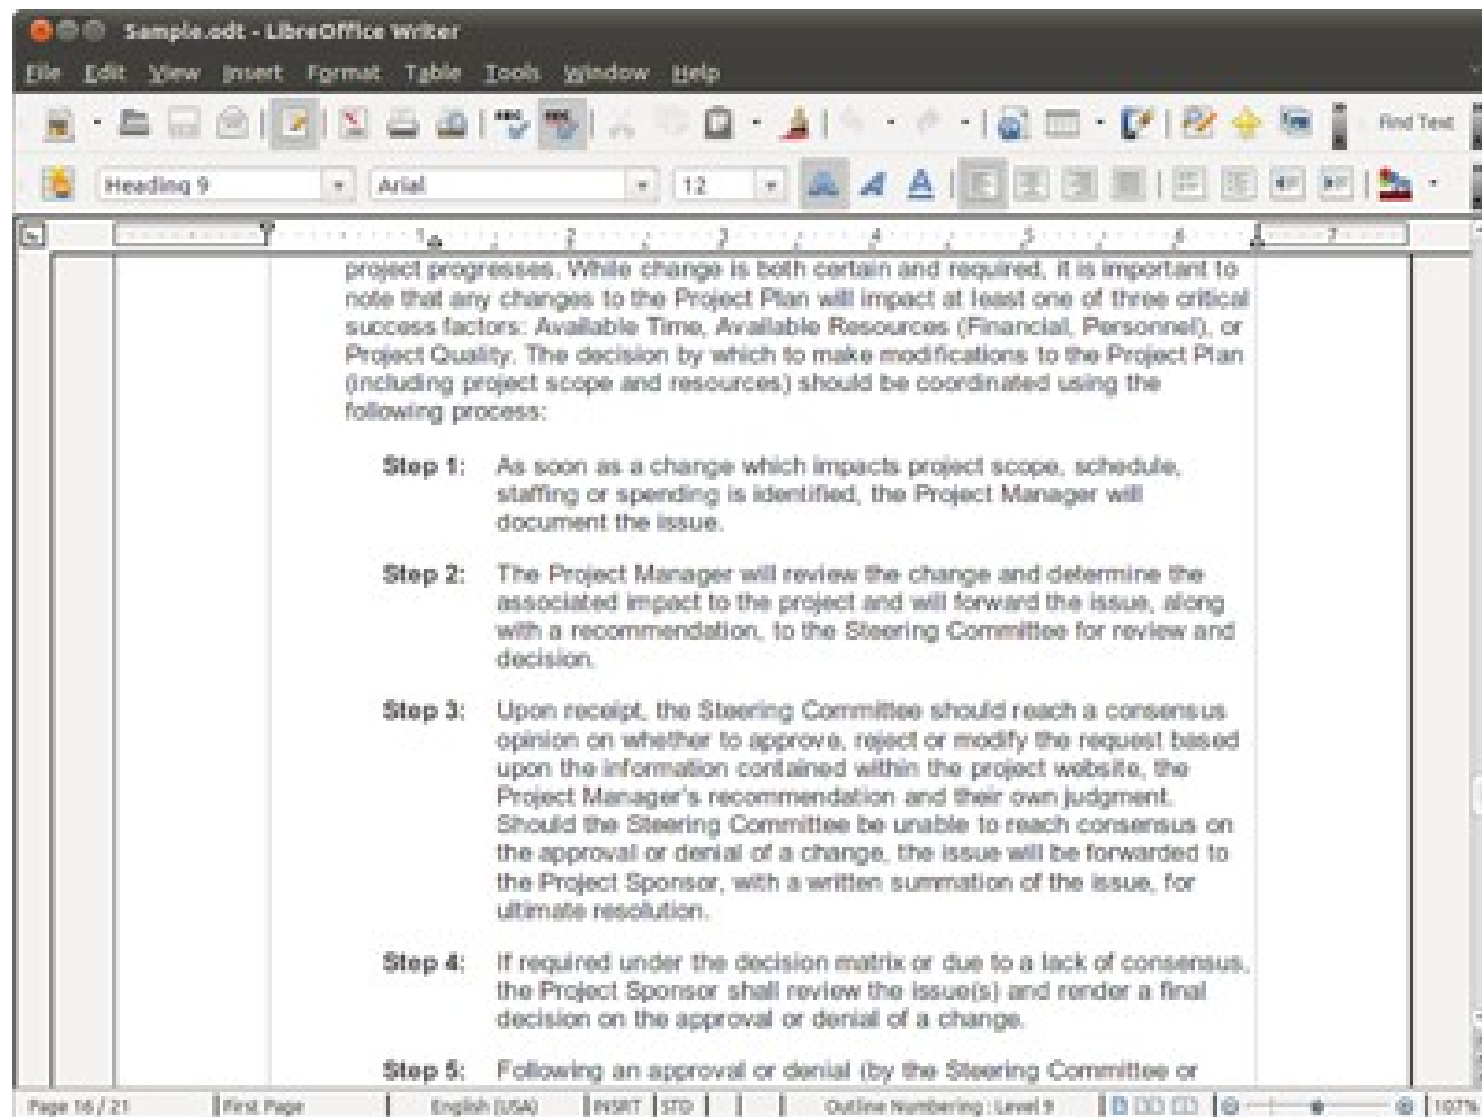 Sample.odt - LibreOffice Writer
File Edit View Insert Format Table Tools Window Help
Find Text
Heading 9 Arial 12
1 2 3 4 5 6 7
project progresses. While change is both certain and required, it is important to
note that any changes to the Project Plan will impact at least one of three critical
success factors: Available Time, Available Resources (Financial, Personnel), or
Project Quality. The decision by which to make modifications to the Project Plan
(including project scope and resources) should be coordinated using the
following process:
Step 1: As soon as a change which impacts project scope, schedule,
staffing or spending is identified, the Project Manager will
document the issue.
Step 2: The Project Manager will review the change and determine the
associated impact to the project and will forward the issue, along
with a recommendation, to the Steering Committee for review and
decision.
Step 3: Upon receipt, the Steering Committee should reach a consensus
opinion on whether to approve, reject or modify the request based
upon the information contained within the project website, the
Project Manager's recommendation and their own judgment.
Should the Steering Committee be unable to reach consensus on
the approval or denial of a change, the issue will be forwarded to
the Project Sponsor, with a written summation of the issue, for
ultimate resolution.
Step 4: If required under the decision matrix or due to a lack of consensus,
the Project Sponsor shall review the issue(s) and render a final
decision on the approval or denial of a change.
Step 5: Following an approval or denial (by the Steering Committee or
Page 16 / 21 First Page English (USA) INSRT STD Outline Numbering : Level 9 107%